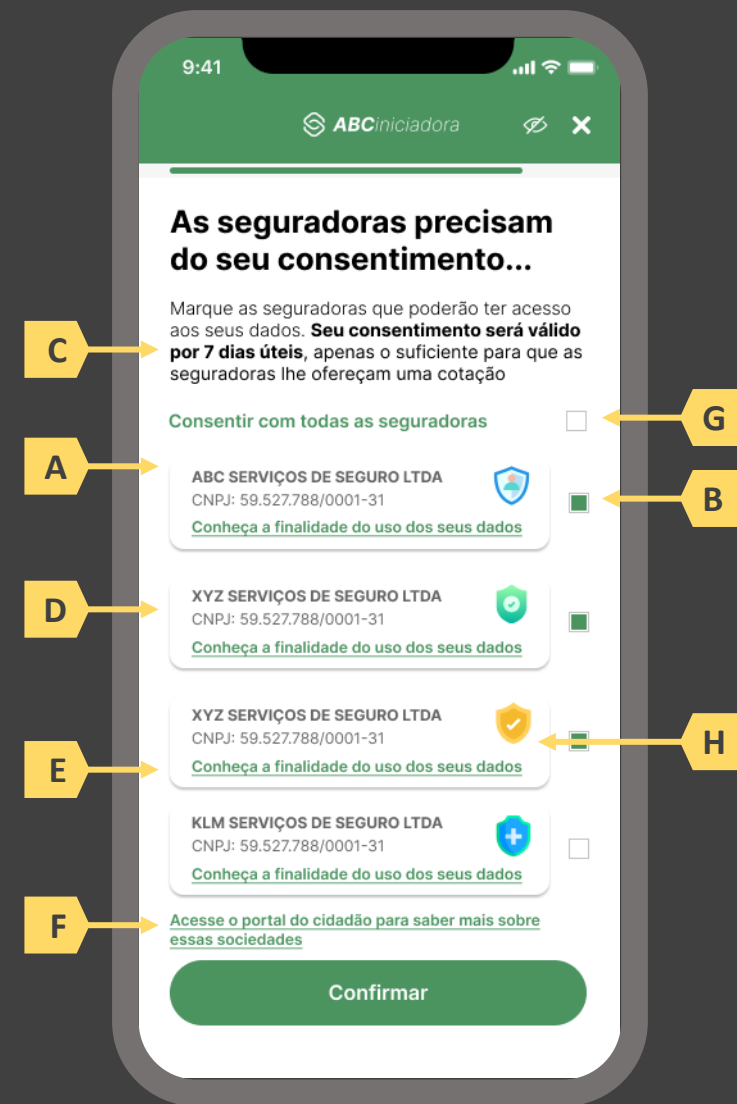 9:41
ABCiniciadora
As seguradoras precisam
do seu consentimento...
Marque as seguradoras que poderão ter acesso
aos seus dados. Seu consentimento será válido
C
por 7 dias úteis, apenas o suficiente para que as
seguradoras lhe ofereçam uma cotação
Consentir com todas as seguradoras
G
A
ABC SERVIÇOS DE SEGURO LTDA
CNPJ: 59.527.788/0001-31
B
Conheça a finalidade do uso dos seus dados
XYZ SERVIÇOS DE SEGURO LTDA
D
CNPJ: 59.527.788/0001-31
Conheça a finalidade do uso dos seus dados
XYZ SERVIÇOS DE SEGURO LTDA
CNPJ: 59.527.788/0001-31
H
E
Conheça a finalidade do uso dos seus dados
KLM SERVIÇOS DE SEGURO LTDA
CNPJ: 59.527.788/0001-31
Conheça a finalidade do uso dos seus dados
F
Acesse o portal do cidadão para saber mais sobre
essas sociedades
Confirmar